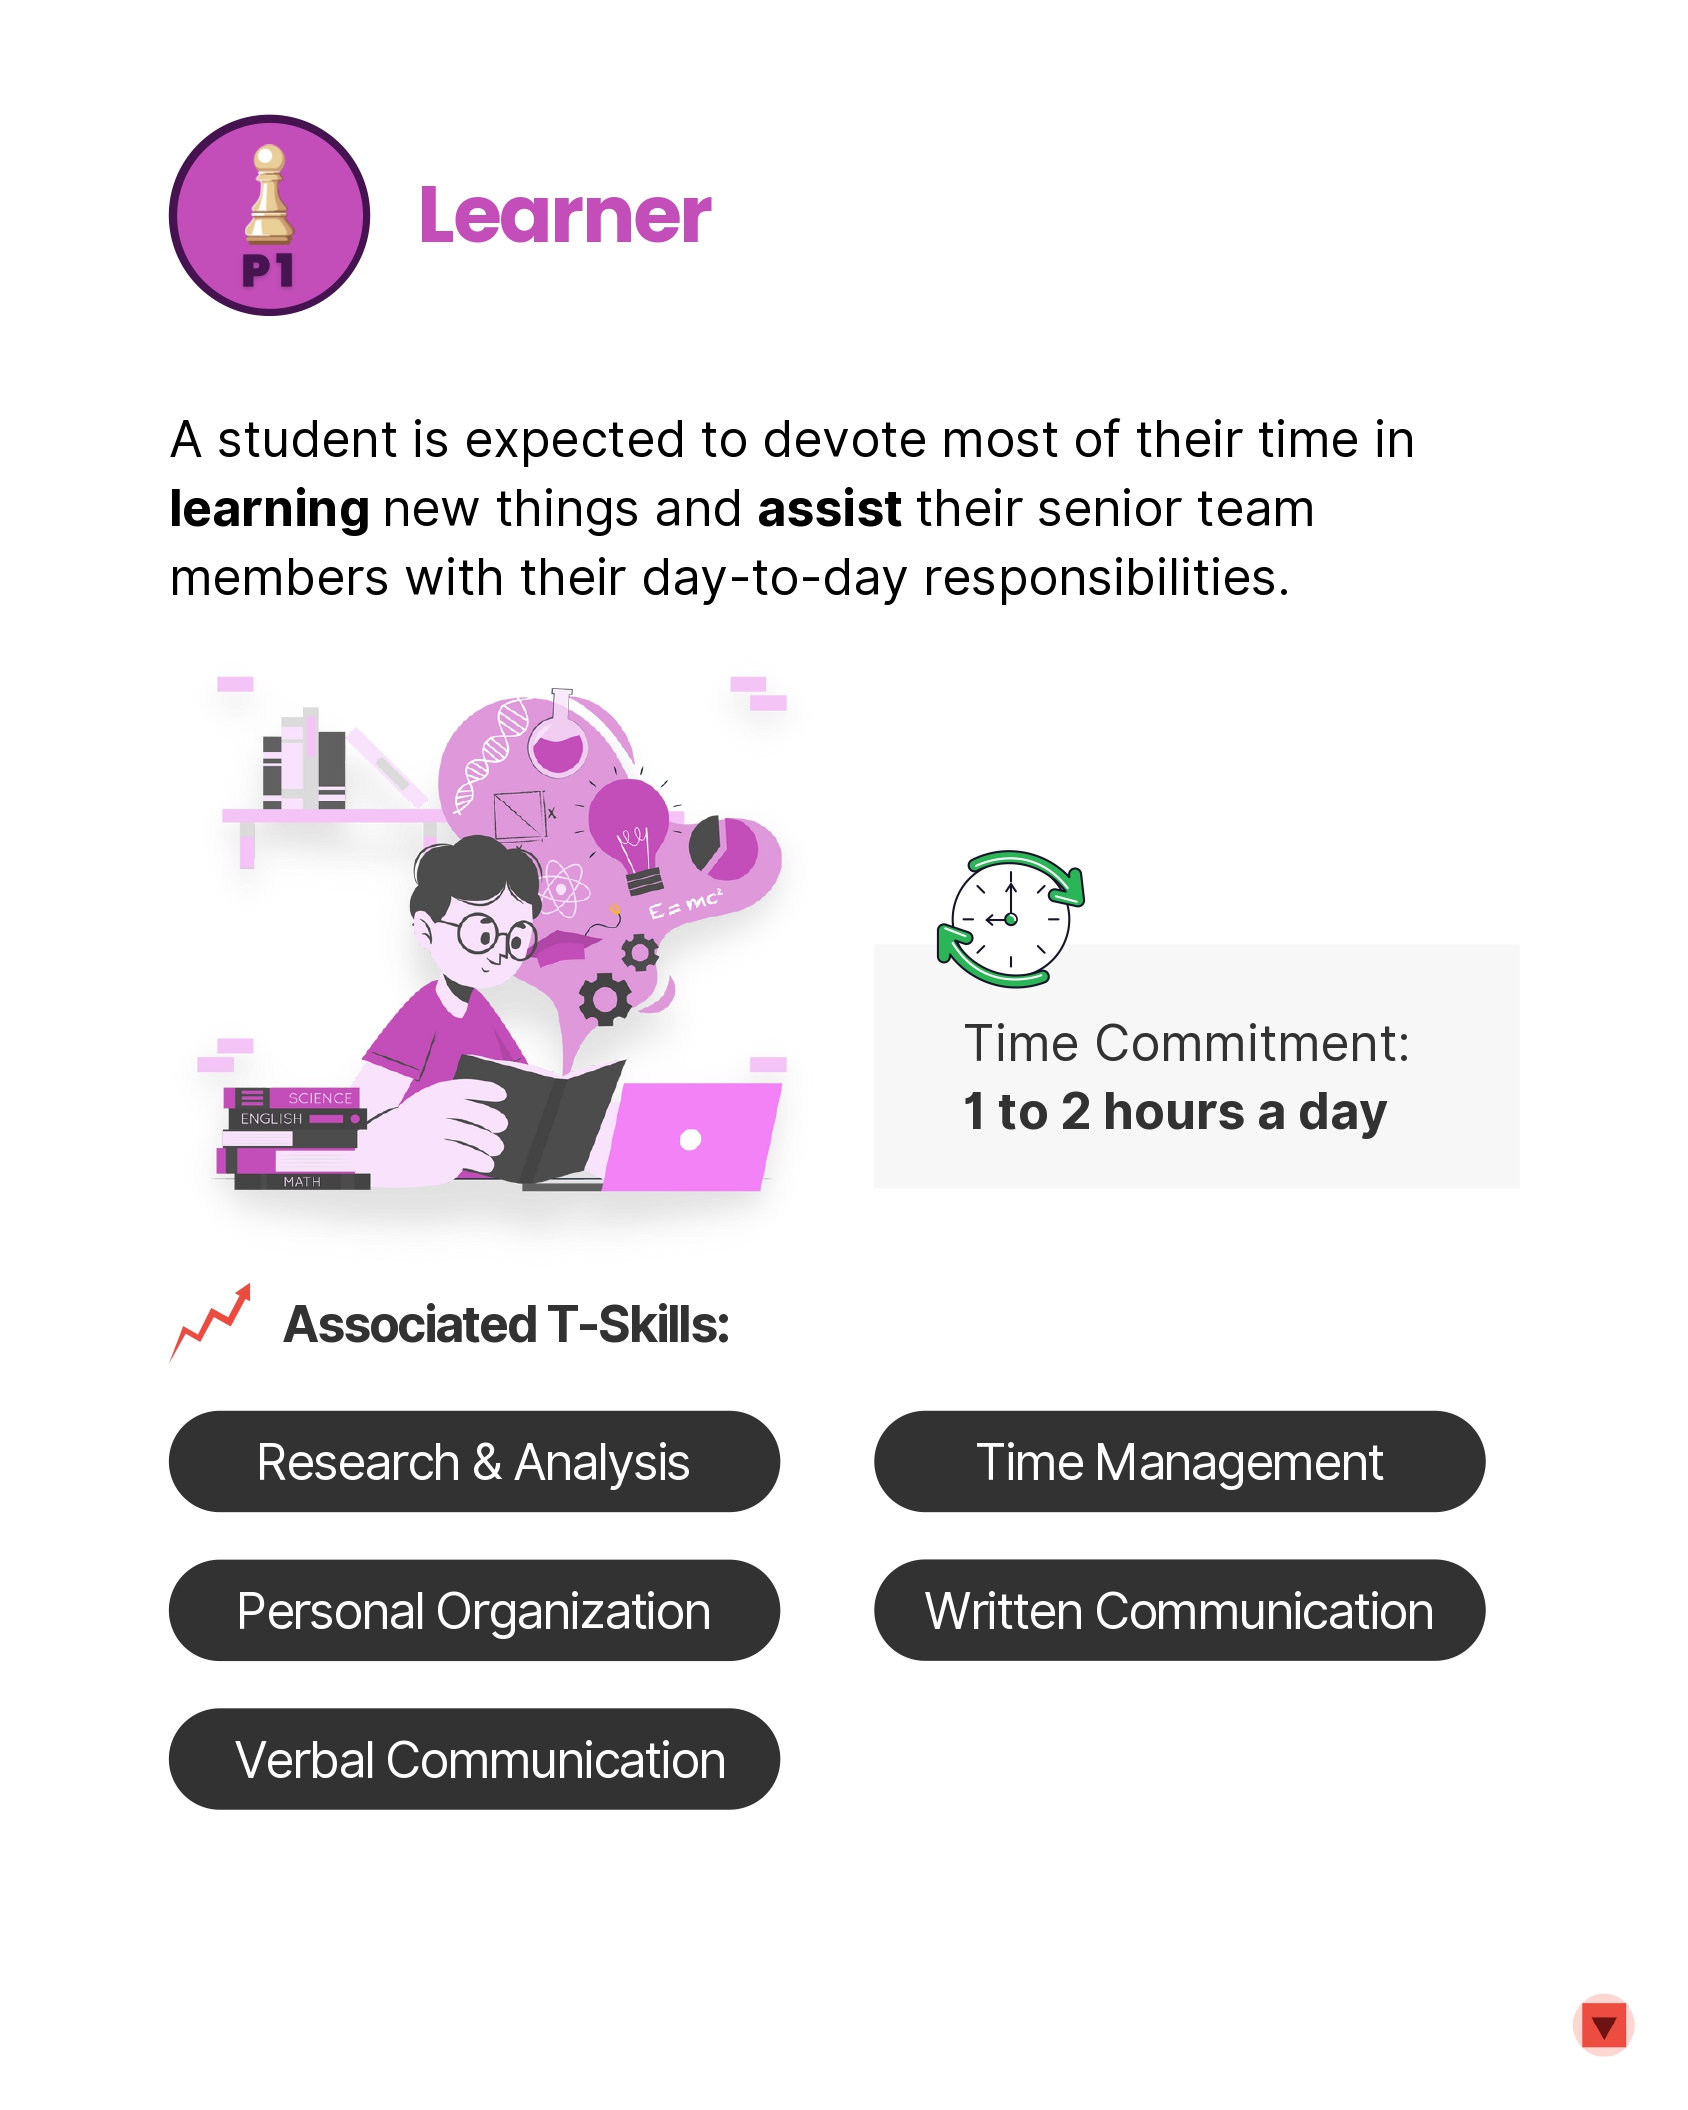 P1
Learner
A student is expected to devote most of their time in
learning new things and assist their senior team
members with their day-to-day responsibilities.
x
E=mc²
SCIENCE
ENGLISH
MATH
Time Commitment:
1 to 2 hours a day
Associated T-Skills:
Research & Analysis
Time Management
Personal Organization
Written Communication
Verbal Communication